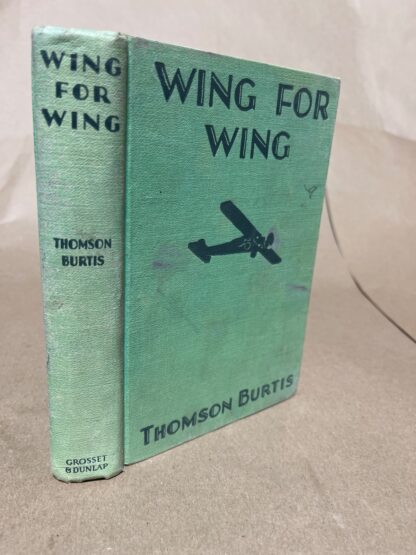 WING
FOR
WING
THOMSON
BURTIS
GROSSET
& DUNLAP
WING FOR
WING
THOMSON BURTIS